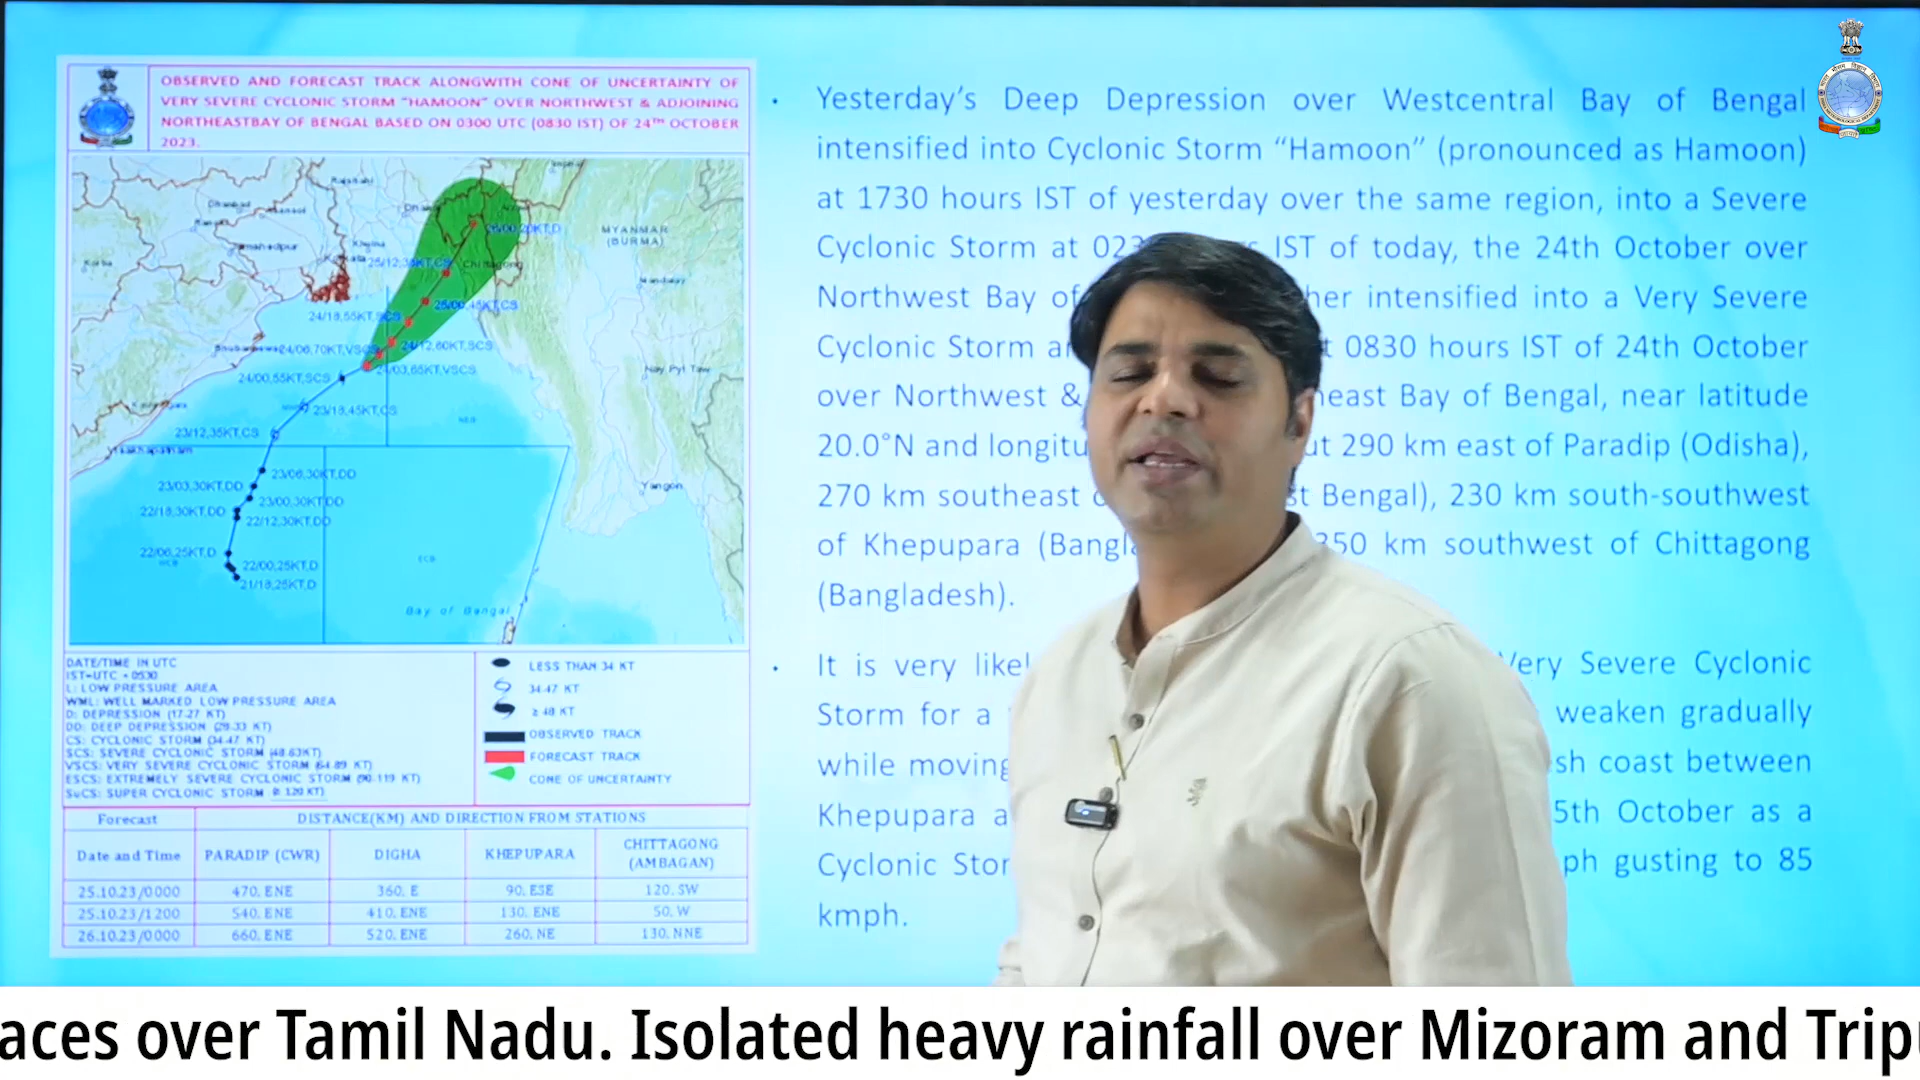 OBSERVED AND FORECAST TRACK ALONGWITH CONE OF UNCERTAINTY OF
VERY SEVERE CYCLONIC STORM "HAMOON" OVER NORTHWEST & ADJOINING
NORTHEASTBAY OF BENGAL BASED ON 0300 UTC (0830 IST) OF 24TH OCTOBER
2023.
MYANMAR
(BURMA)
Chittagong
25/12,
25/00,45KT,CS
24/18,55KT,SCS
24/12,60KT,SCS
24/06,70KT,VSCS
24/03,65KT,VSCS
24/00,55KT,SCS
23/18,45KT,CS
23/12,35KT,CS
Nay Pyi Taw
23/06,30KT,DD
23/03,30KT,DD
23/00,30KT,DD
22/18,30KT,DD
22/12,30KT,DD
Yangon
22/06,25KT,D
22/00,25KT,D
21/18,25KT,D
Bay of Bengal
DATE/TIME IN UTC
IST=UTC + 0530
L: LOW PRESSURE AREA
WML: WELL MARKED LOW PRESSURE AREA
D: DEPRESSION (17-27 KT)
DD: DEEP DEPRESSION (28-33 KT)
CS: CYCLONIC STORM (34-47 KT)
SCS: SEVERE CYCLONIC STORM (48-63KT)
VSCS: VERY SEVERE CYCLONIC STORM (64-89 KT)
ESCS: EXTREMELY SEVERE CYCLONIC STORM (90-119 KT)
SuCS: SUPER CYCLONIC STORM (≥ 120 KT)
LESS THAN 34 KT
34-47 KT
≥ 48 KT
OBSERVED TRACK
FORECAST TRACK
CONE OF UNCERTAINTY
Forecast DISTANCE(KM) AND DIRECTION FROM STATIONS
Date and Time PARADIP (CWR) DIGHA KHEPUPARA CHITTAGONG (AMBAGAN)
25.10.23/0000 470, ENE 360, E 90, ESE 120, SW
25.10.23/1200 540, ENE 410, ENE 130, ENE 50, W
26.10.23/0000 660, ENE 520, ENE 260, NE 130, NNE
• Yesterday's Deep Depression over Westcentral Bay of Bengal
intensified into Cyclonic Storm "Hamoon" (pronounced as Hamoon)
at 1730 hours IST of yesterday over the same region, into a Severe
Cyclonic Storm at IST of today, the 24th October over
Northwest Bay of intensified into a Very Severe
Cyclonic Storm 0830 hours IST of 24th October
over Northwest & Bay of Bengal, near latitude
20.0°N and 290 km east of Paradip (Odisha),
270 km southeast Bengal), 230 km south-southwest
of Khepupara 350 km southwest of Chittagong
(Bangladesh).
• It is very Very Severe Cyclonic
Storm for a weaken gradually
while moving coast between
Khepupara 5th October as a
Cyclonic gusting to 85
kmph.
aces over Tamil Nadu. Isolated heavy rainfall over Mizoram and Trip